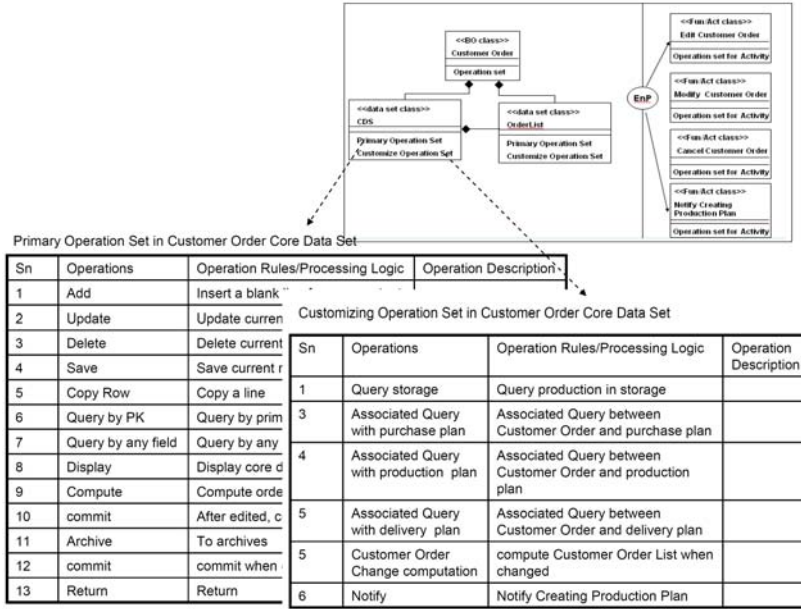 <<BO class>>
Customer Order
Operation set
<<data set class>>
CDS
Primary Operation Set
Customize Operation Set
<<data set class>>
OrderList
Primary Operation Set
Customize Operation Set
EnP
<<Fun/Act class>>
Edit Customer Order
Operation set for Activity
<<Fun/Act class>>
Modify Customer Order
Operation set for Activity
<<Fun/Act class>>
Cancel Customer Order
Operation set for Activity
<<Fun/Act class>>
Notify Creating
Production Plan
Operation set for Activity
Primary Operation Set in Customer Order Core Data Set
Sn Operations Operation Rules/Processing Logic Operation Description
1 Add Insert a blank
2 Update Update curren
3 Delete Delete current
4 Save Save current r
5 Copy Row Copy a line
6 Query by PK Query by prim
7 Query by any field Query by any
8 Display Display core d
9 Compute Compute orde
10 commit After edited, c
11 Archive To archives
12 commit commit when
13 Return Return
Customizing Operation Set in Customer Order Core Data Set
Sn Operations Operation Rules/Processing Logic Operation
Description
1 Query storage Query production in storage
3 Associated Query Associated Query between
with purchase plan Customer Order and purchase plan
4 Associated Query Associated Query between
with production plan Customer Order and production
plan
5 Associated Query Associated Query between
with delivery plan Customer Order and delivery plan
5 Customer Order compute Customer Order List when
Change computation changed
6 Notify Notify Creating Production Plan